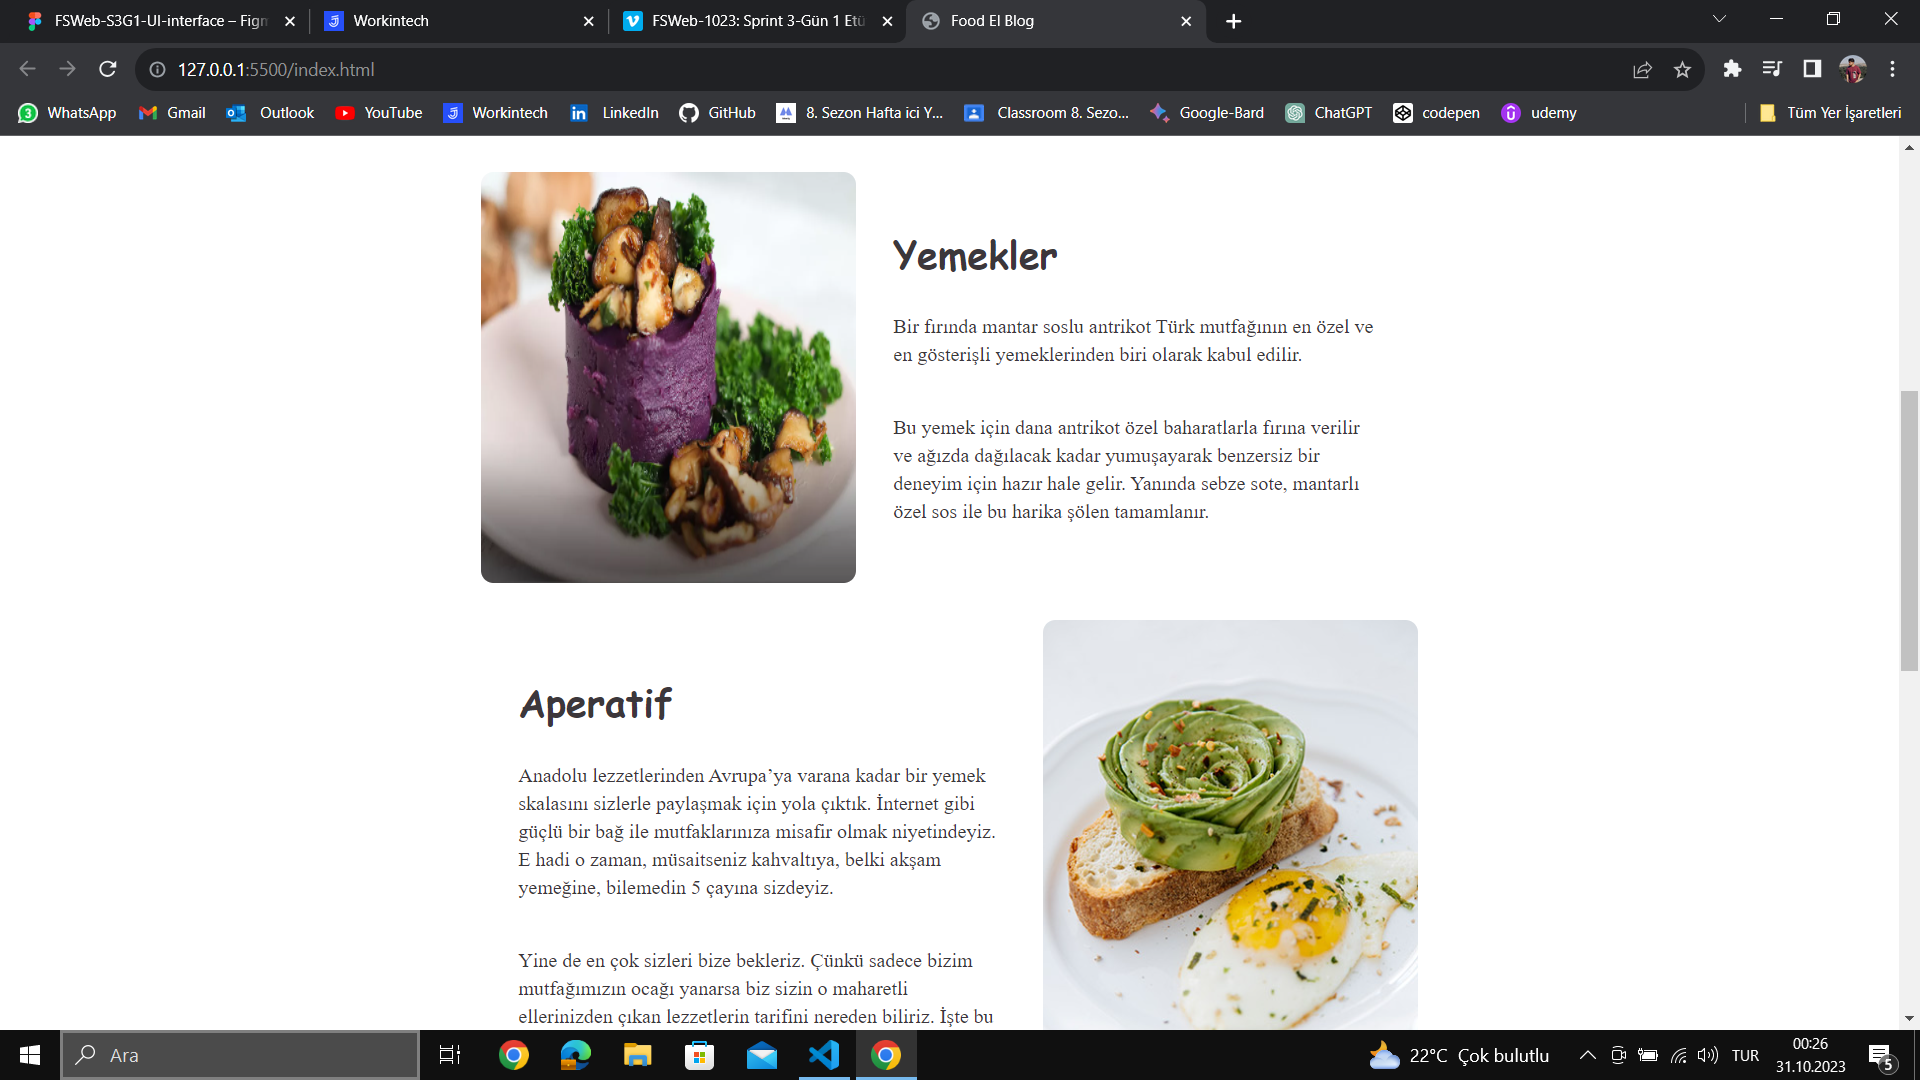 FSWeb-S3G1-UI-interface – Figm
Workintech
FSWeb-1023: Sprint 3-Gün 1 Etü
Food El Blog
127.0.0.1:5500/index.html
WhatsApp
Gmail
Outlook
YouTube
Workintech
LinkedIn
GitHub
8. Sezon Hafta ici Y...
Classroom 8. Sezo...
Google-Bard
ChatGPT
codepen
udemy
Tüm Yer İşaretleri
Yemekler
Bir fırında mantar soslu antrikot Türk mutfağının en özel ve
en gösterişli yemeklerinden biri olarak kabul edilir.
Bu yemek için dana antrikot özel baharatlarla fırına verilir
ve ağızda dağılacak kadar yumuşayarak benzersiz bir
deneyim için hazır hale gelir. Yanında sebze sote, mantarlı
özel sos ile bu harika şölen tamamlanır.
Aperatif
Anadolu lezzetlerinden Avrupa’ya varana kadar bir yemek
skalasını sizlerle paylaşmak için yola çıktık. İnternet gibi
güçlü bir bağ ile mutfaklarınıza misafir olmak niyetindeyiz.
E hadi o zaman, müsaitseniz kahvaltıya, belki akşam
yemeğine, bilemedin 5 çayına sizdeyiz.
Yine de en çok sizleri bize bekleriz. Çünkü sadece bizim
mutfağımızın ocağı yanarsa biz sizin o maharetli
ellerinizden çıkan lezzetlerin tarifini nereden biliriz. İşte bu
Ara
22°C Çok bulutlu
TUR
00:26
31.10.2023
5